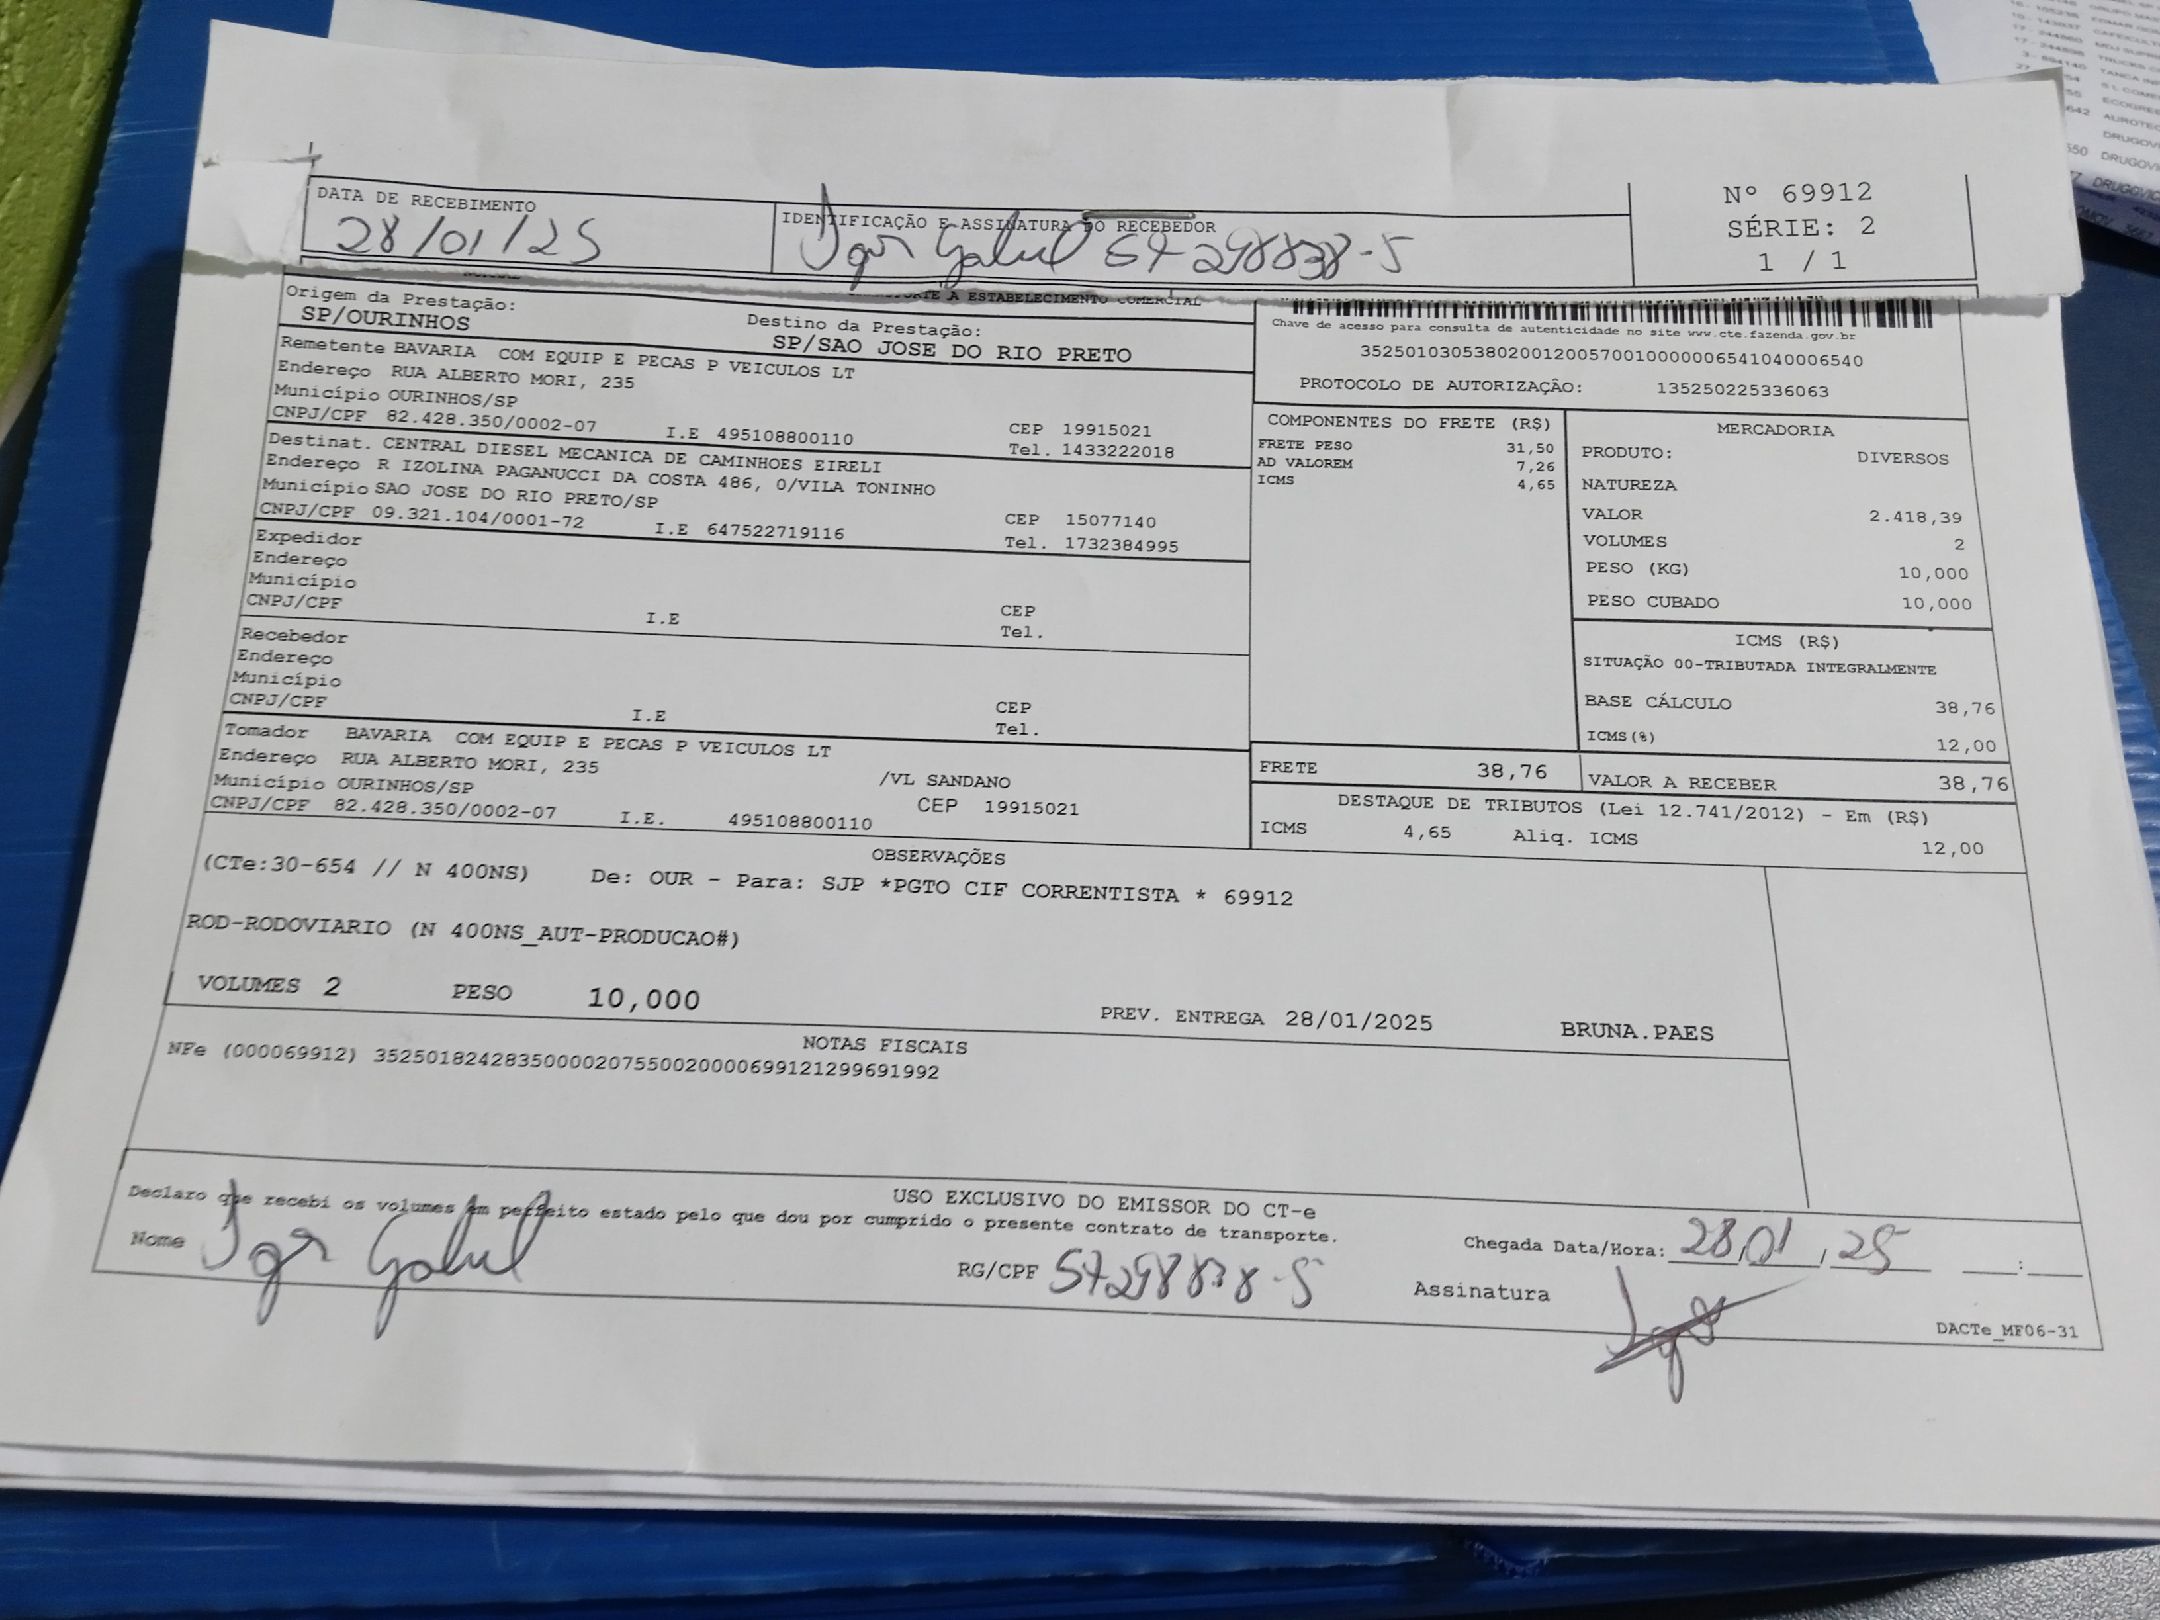 DATA DE RECEBIMENTO
28/01/25
IDENTIFICAÇÃO E ASSINATURA DO RECEBEDOR
Igor Gabriel 57298838-5
Nº 69912
SÉRIE: 2
1 / 1
A ESTABELECIMENTO COMERCIAL
Origem da Prestação:
SP/OURINHOS
Destino da Prestação:
SP/SAO JOSE DO RIO PRETO
Remetente BAVARIA COM EQUIP E PECAS P VEICULOS LT
Endereço RUA ALBERTO MORI, 235
Município OURINHOS/SP
CNPJ/CPF 82.428.350/0002-07 I.E 495108800110
CEP 19915021
Tel. 1433222018
Destinat. CENTRAL DIESEL MECANICA DE CAMINHOES EIRELI
Endereço R IZOLINA PAGANUCCI DA COSTA 486, 0/VILA TONINHO
Município SAO JOSE DO RIO PRETO/SP
CNPJ/CPF 09.321.104/0001-72 I.E 647522719116
CEP 15077140
Tel. 1732384995
Expedidor
Endereço
Município
CNPJ/CPF I.E
CEP
Tel.
Recebedor
Endereço
Município
CNPJ/CPF I.E
CEP
Tel.
Tomador BAVARIA COM EQUIP E PECAS P VEICULOS LT
Endereço RUA ALBERTO MORI, 235 /VL SANDANO
Município OURINHOS/SP CEP 19915021
CNPJ/CPF 82.428.350/0002-07 I.E. 495108800110
Chave de acesso para consulta de autenticidade no site www.cte.fazenda.gov.br
35250103053802001200570010000006541040006540
PROTOCOLO DE AUTORIZAÇÃO: 135250225336063
COMPONENTES DO FRETE (R$)
FRETE PESO 31,50
AD VALOREM 7,26
ICMS 4,65
MERCADORIA
PRODUTO: DIVERSOS
NATUREZA
VALOR 2.418,39
VOLUMES 2
PESO (KG) 10,000
PESO CUBADO 10,000
ICMS (R$)
SITUAÇÃO 00-TRIBUTADA INTEGRALMENTE
BASE CÁLCULO 38,76
ICMS(%) 12,00
FRETE 38,76
VALOR A RECEBER 38,76
DESTAQUE DE TRIBUTOS (Lei 12.741/2012) - Em (R$)
ICMS 4,65 Aliq. ICMS 12,00
OBSERVAÇÕES
(CTe:30-654 // N 400NS) De: OUR - Para: SJP *PGTO CIF CORRENTISTA * 69912
ROD-RODOVIARIO (N 400NS_AUT-PRODUCAO#)
VOLUMES 2 PESO 10,000
PREV. ENTREGA 28/01/2025 BRUNA.PAES
NOTAS FISCAIS
NFe (000069912) 35250182428350000207550020000699121299691992
USO EXCLUSIVO DO EMISSOR DO CT-e
Declaro que recebi os volumes em perfeito estado pelo que dou por cumprido o presente contrato de transporte.
Nome Igor Gabriel
RG/CPF 57298838-5
Chegada Data/Hora: 28/01/25 :
Assinatura Igor
DACTe_MF06-31